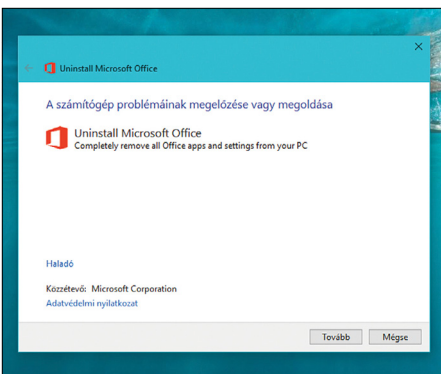 Uninstall Microsoft Office
A számítógép problémáinak megelőzése vagy megoldása
Uninstall Microsoft Office
Completely remove all Office apps and settings from your PC
Haladó
Közzétevő: Microsoft Corporation
Adatvédelmi nyilatkozat
Tovább Mégse